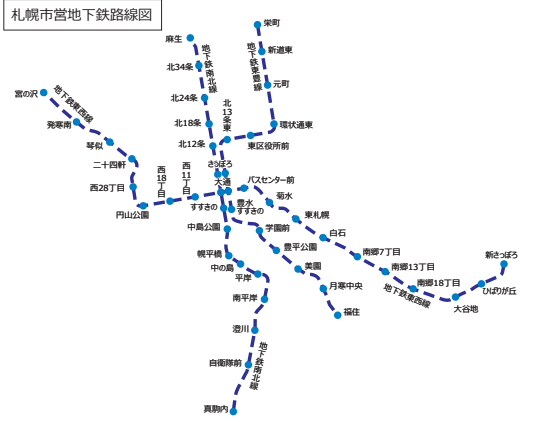 札幌市営地下鉄路線図
栄町
麻生
地下鉄南北線
地下鉄東豊線
新道東
北34条
元町
宮の沢
地下鉄東西線
北24条
北13条東
発寒南
北18条
環状通東
琴似
北12条
東区役所前
二十四軒
さっぽろ
西28丁目
西18丁目
西11丁目
大通
バスセンター前
菊水
円山公園
すすきの
豊水
すすきの
東札幌
中島公園
学園前
白石
幌平橋
豊平公園
南郷7丁目
新さっぽろ
中の島
美園
南郷13丁目
平岸
月寒中央
南郷18丁目
ひばりが丘
地下鉄東西線
大谷地
南平岸
福住
澄川
地下鉄南北線
自衛隊前
真駒内